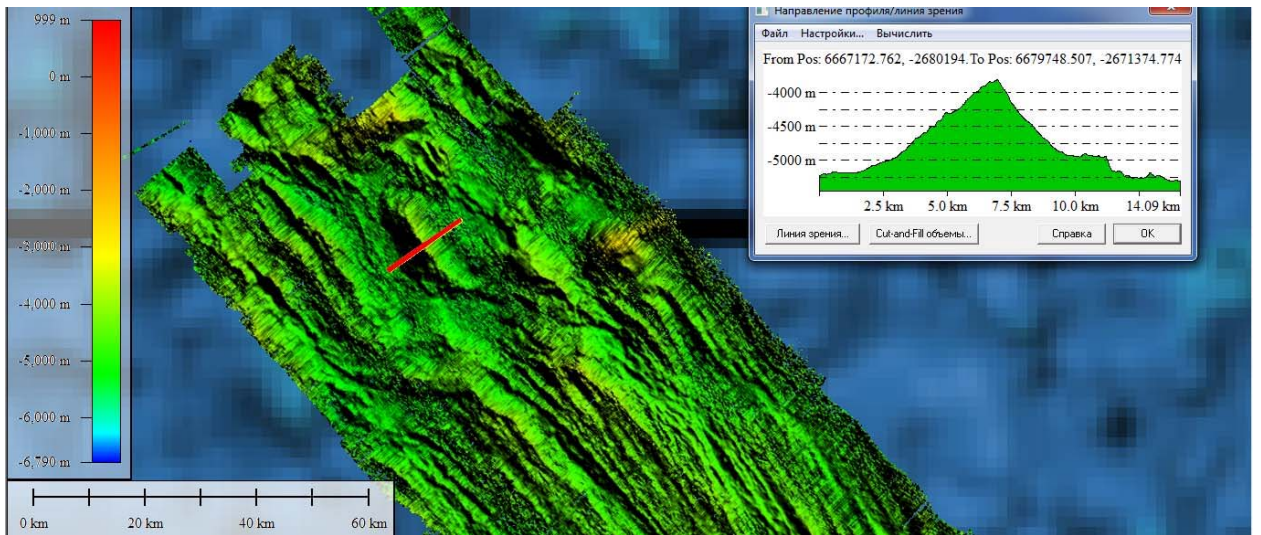 999 m
0 m
-1,000 m
-2,000 m
-3,000 m
-4,000 m
-5,000 m
-6,000 m
-6,790 m
0 km 20 km 40 km 60 km
Направление профиля/линия зрения
Файл Настройки... Вычислить
From Pos: 6667172.762, -2680194. To Pos: 6679748.507, -2671374.774
-4000 m
-4500 m
-5000 m
2.5 km 5.0 km 7.5 km 10.0 km 14.09 km
Линия зрения... Cut-and-Fill объемы... Справка OK